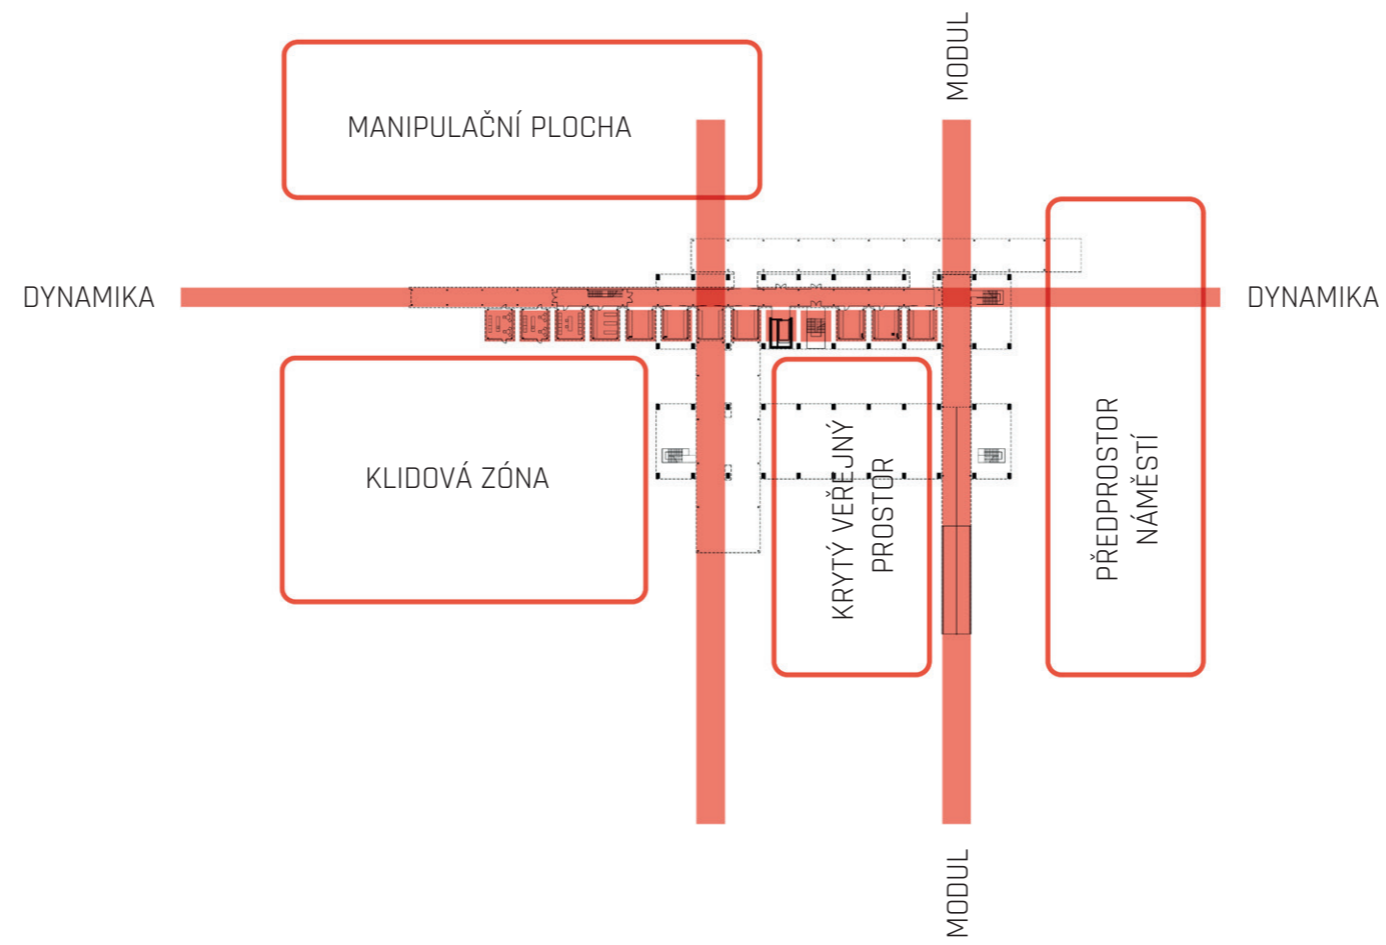 MODUL
MANIPULAČNÍ PLOCHA
DYNAMIKA
DYNAMIKA
KLIDOVÁ ZÓNA
KRYTÝ VEŘEJNÝ
PROSTOR
PŘEDPROSTOR
NÁMĚSTÍ
MODUL